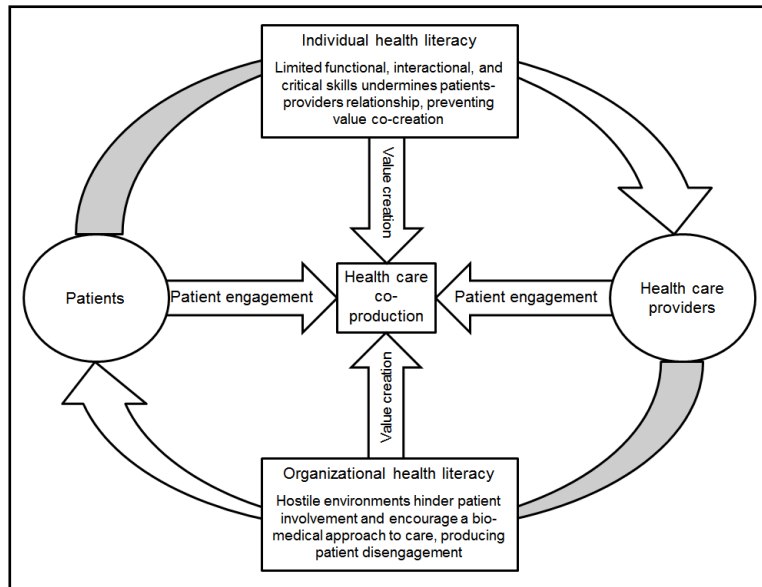 Individual health literacy
Limited functional, interactional, and
critical skills undermines patients-
providers relationship, preventing
value co-creation
Value creation
Patients
Patient engagement
Health care
co-
production
Patient engagement
Health care
providers
Value creation
Organizational health literacy
Hostile environments hinder patient
involvement and encourage a bio-
medical approach to care, producing
patient disengagement